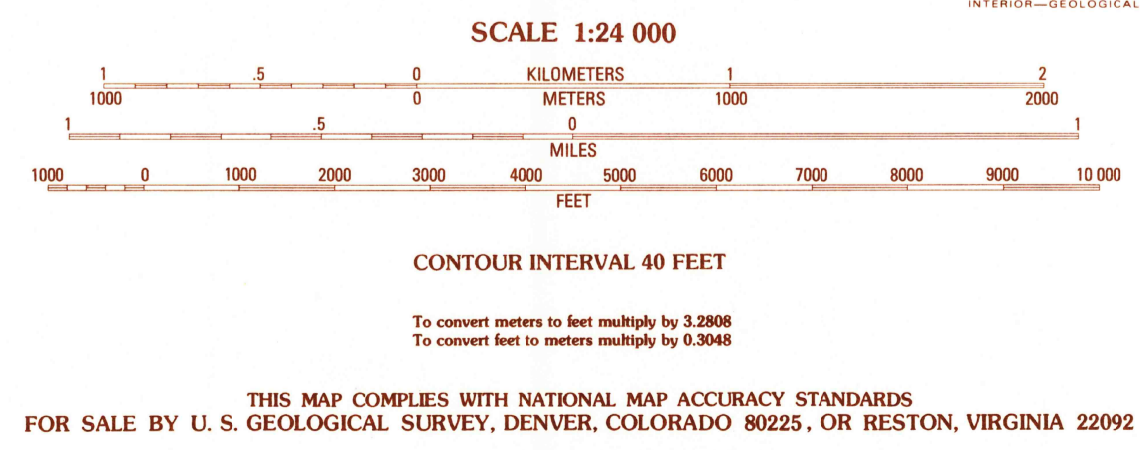 INTERIOR—GEOLOGICAL
SCALE 1:24 000
1 .5 0 KILOMETERS 1 2
1000 0 METERS 1000 2000
1 .5 0 1
MILES
1000 0 1000 2000 3000 4000 5000 6000 7000 8000 9000 10 000
FEET
CONTOUR INTERVAL 40 FEET
To convert meters to feet multiply by 3.2808
To convert feet to meters multiply by 0.3048
THIS MAP COMPLIES WITH NATIONAL MAP ACCURACY STANDARDS
FOR SALE BY U. S. GEOLOGICAL SURVEY, DENVER, COLORADO 80225, OR RESTON, VIRGINIA 22092